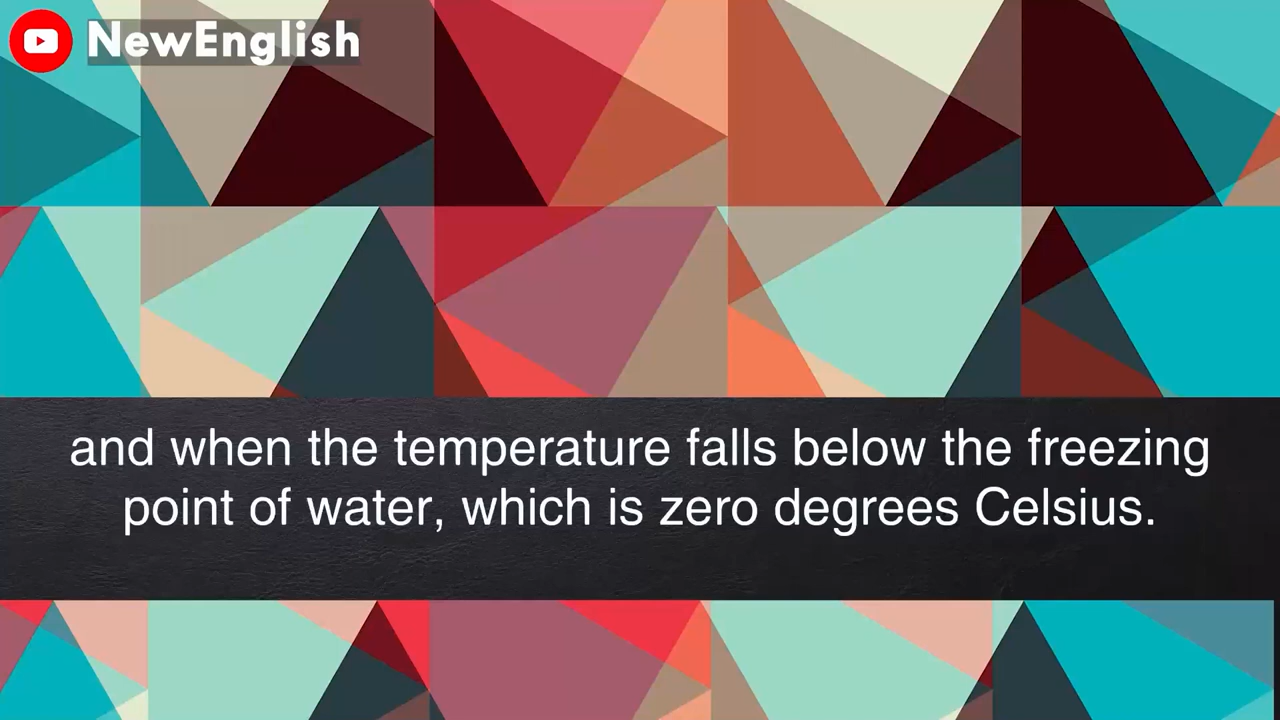 NewEnglish
and when the temperature falls below the freezing
point of water, which is zero degrees Celsius.